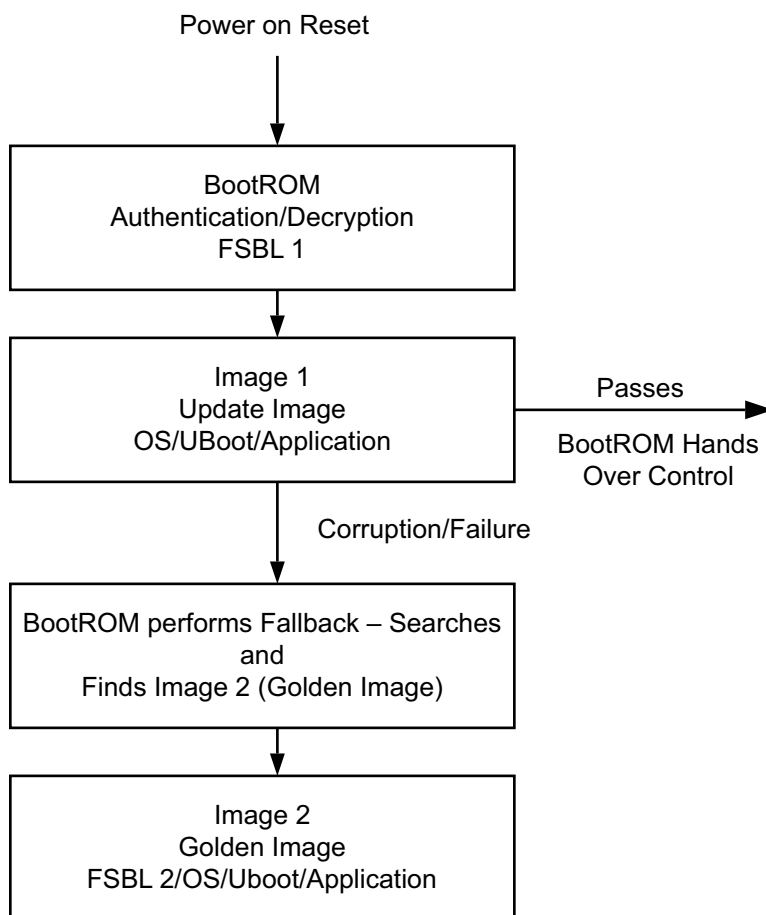 Power on Reset
BootROM
Authentication/Decryption
FSBL 1
Image 1
Update Image
OS/UBoot/Application
Passes
BootROM Hands
Over Control
Corruption/Failure
BootROM performs Fallback – Searches
and
Finds Image 2 (Golden Image)
Image 2
Golden Image
FSBL 2/OS/Uboot/Application